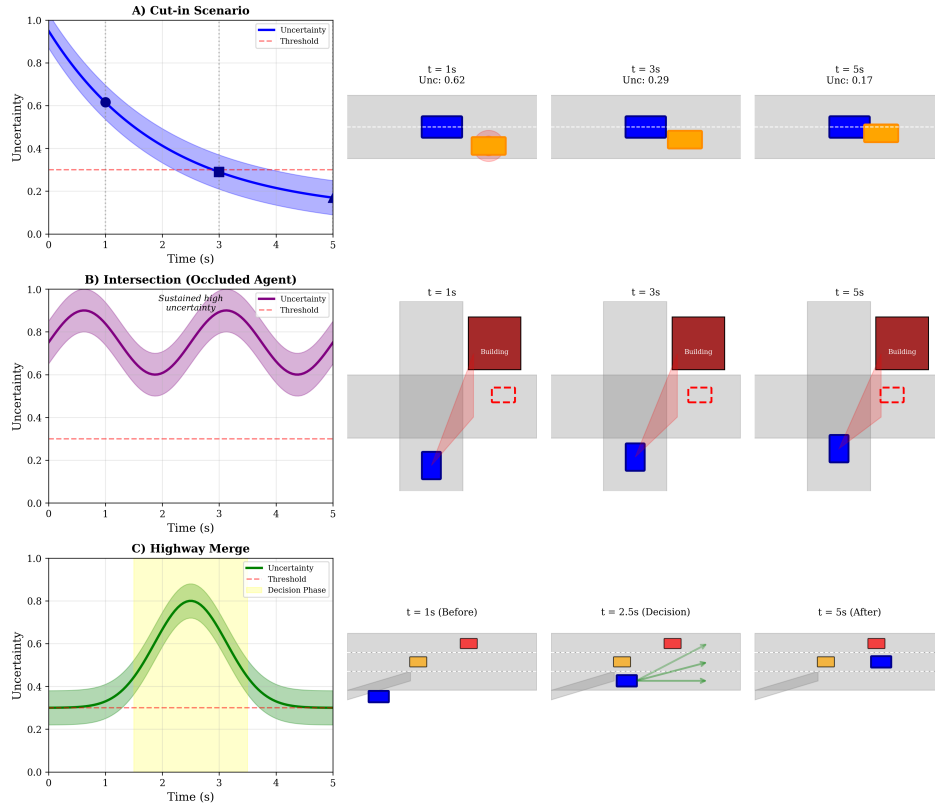 A) Cut-in Scenario
1.0
0.8
0.6
0.4
0.2
0.0
Uncertainty
0
1
2
3
4
5
Time (s)
Uncertainty
Threshold
t = 1s
Unc: 0.62
t = 3s
Unc: 0.29
t = 5s
Unc: 0.17
B) Intersection (Occluded Agent)
1.0
0.8
0.6
0.4
0.2
0.0
Uncertainty
0
1
2
3
4
5
Time (s)
Sustained high
uncertainty
Uncertainty
Threshold
t = 1s
Building
t = 3s
Building
t = 5s
Building
C) Highway Merge
1.0
0.8
0.6
0.4
0.2
0.0
Uncertainty
0
1
2
3
4
5
Time (s)
Uncertainty
Threshold
Decision Phase
t = 1s (Before)
t = 2.5s (Decision)
t = 5s (After)